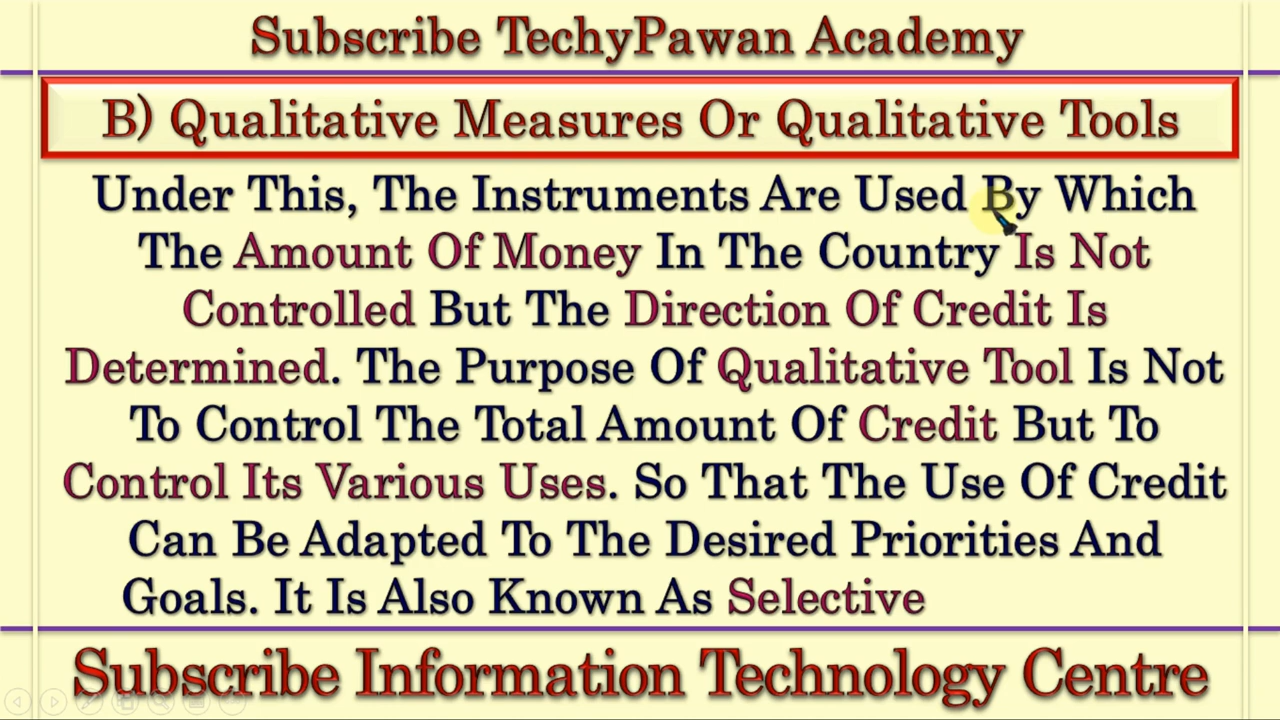 Subscribe TechyPawan Academy
B) Qualitative Measures Or Qualitative Tools
Under This, The Instruments Are Used By Which
The Amount Of Money In The Country Is Not
Controlled But The Direction Of Credit Is
Determined. The Purpose Of Qualitative Tool Is Not
To Control The Total Amount Of Credit But To
Control Its Various Uses. So That The Use Of Credit
Can Be Adapted To The Desired Priorities And
Goals. It Is Also Known As Selective
Subscribe Information Technology Centre